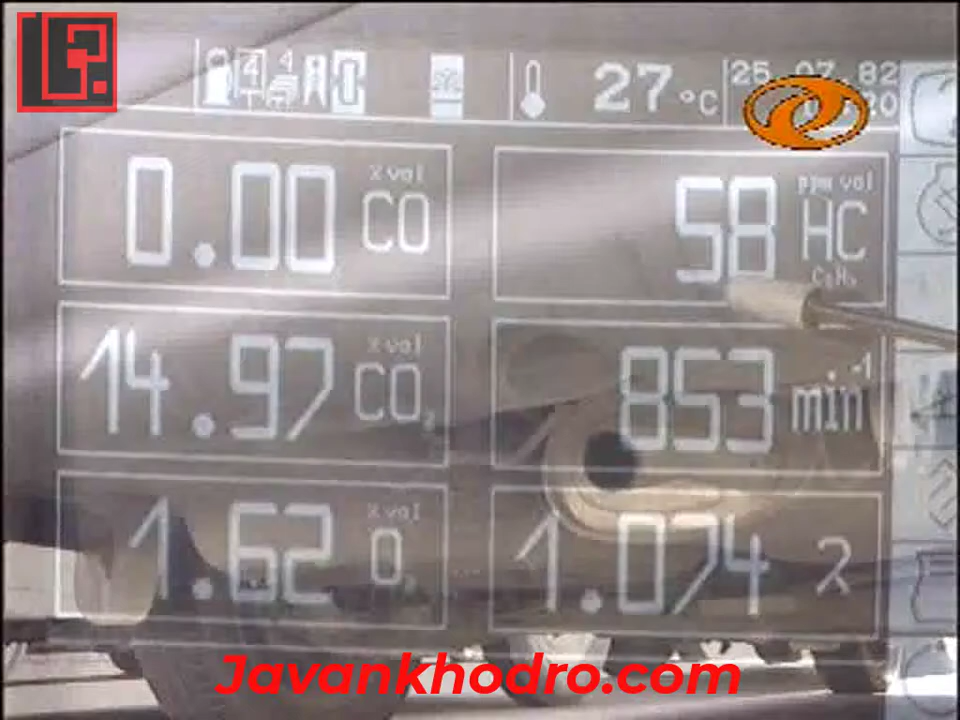 27 °C
25.07.82
20
0.00 % vol CO
58 ppm vol HC
14.97 % vol CO₂
853 min⁻¹
1.62 % vol O₂
1.074 λ
Javankhodro.com